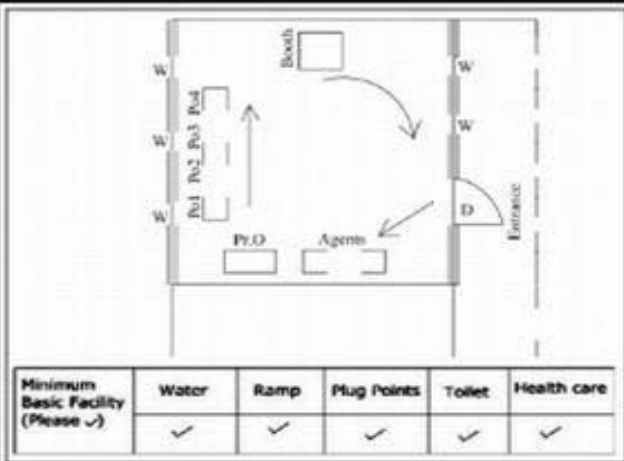 Booth
W
W
Po4
Po3
Po2
Po1
W
W
W
D
Entrance
Pr.O
Agents
Minimum Basic Facility (Please ✓)
Water
Ramp
Plug Points
Toilet
Health care
✓
✓
✓
✓
✓